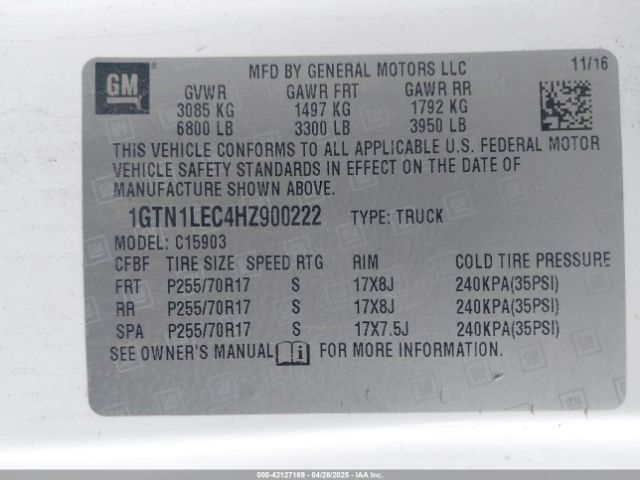 GM
MFD BY GENERAL MOTORS LLC 11/16
GVWR GAWR FRT GAWR RR
3085 KG 1497 KG 1792 KG
6800 LB 3300 LB 3950 LB
THIS VEHICLE CONFORMS TO ALL APPLICABLE U.S. FEDERAL MOTOR
VEHICLE SAFETY STANDARDS IN EFFECT ON THE DATE OF
MANUFACTURE SHOWN ABOVE.
1GTN1LEC4HZ900222 TYPE: TRUCK
MODEL: C15903
CFBF TIRE SIZE SPEED RTG RIM COLD TIRE PRESSURE
FRT P255/70R17 S 17X8J 240KPA(35PSI)
RR P255/70R17 S 17X8J 240KPA(35PSI)
SPA P255/70R17 S 17X7.5J 240KPA(35PSI)
SEE OWNER'S MANUAL FOR MORE INFORMATION.
000-42127169 - 04/28/2025 - IAA, Inc.